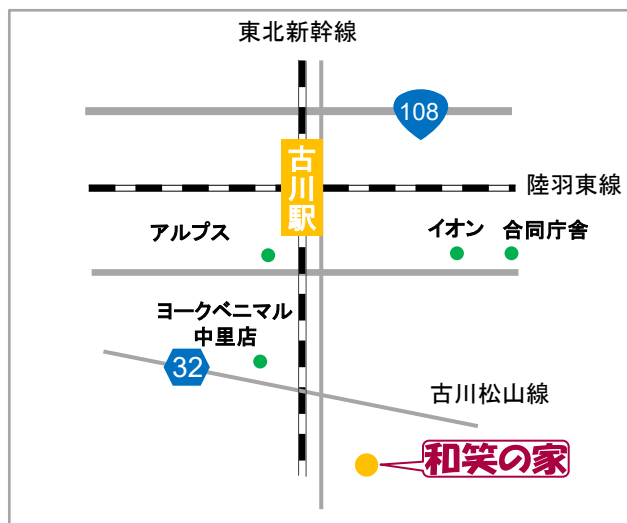 東北新幹線
108
古川駅
陸羽東線
アルプス
イオン
合同庁舎
ヨークベニマル
中里店
32
古川松山線
和笑の家